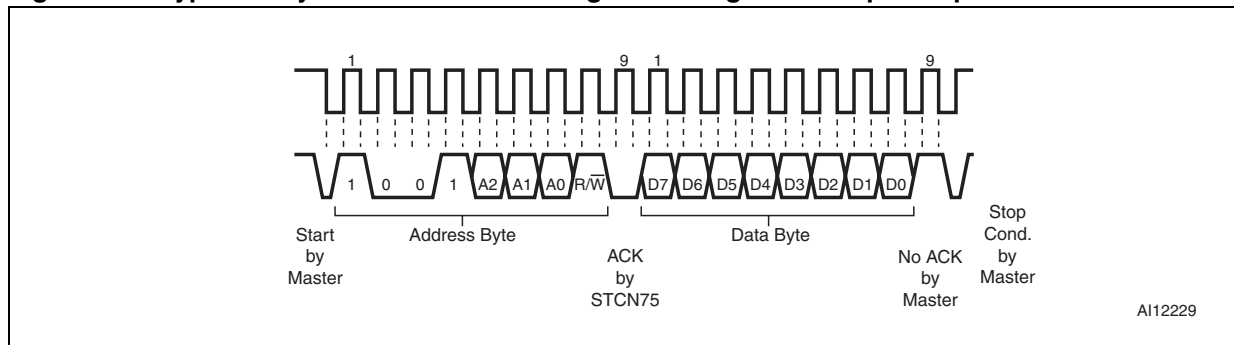 1 9 1 9
1 0 0 1 A2 A1 A0 R/W̅ D7 D6 D5 D4 D3 D2 D1 D0
Start
by
Master
Address Byte
ACK
by
STCN75
Data Byte
No ACK
by
Master
Stop
Cond.
by
Master
AI12229